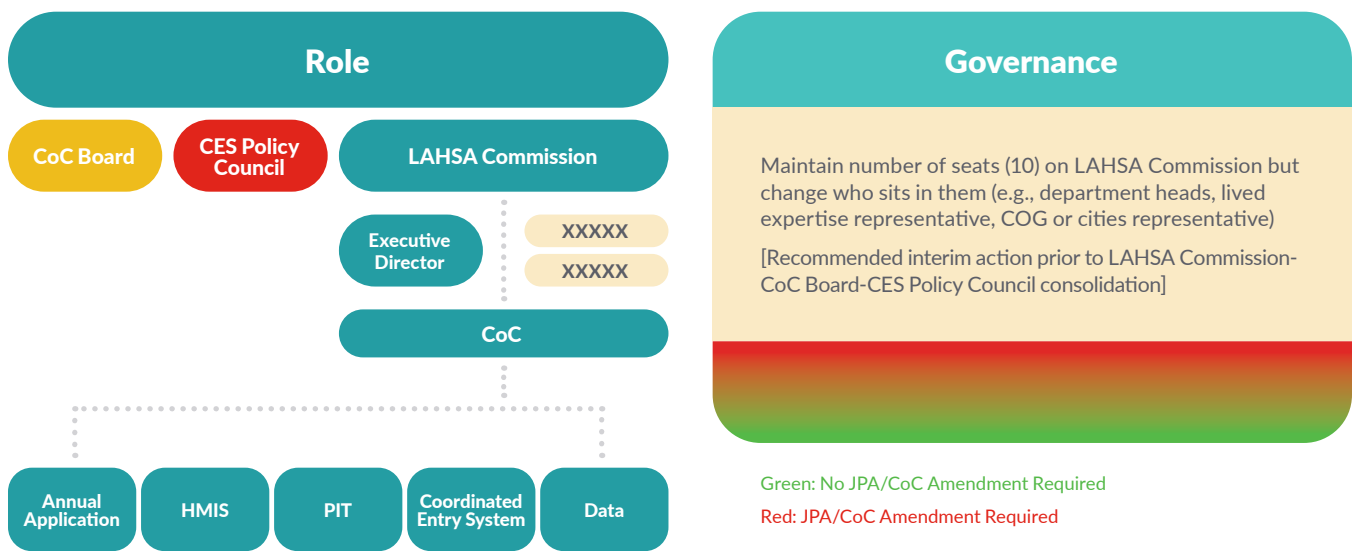 Role
CoC Board
CES Policy
Council
LAHSA Commission
Executive
Director
XXXXX
XXXXX
CoC
Annual
Application
HMIS
PIT
Coordinated
Entry System
Data
Governance
Maintain number of seats (10) on LAHSA Commission but
change who sits in them (e.g., department heads, lived
expertise representative, COG or cities representative)
[Recommended interim action prior to LAHSA Commission-
CoC Board-CES Policy Council consolidation]
Green: No JPA/CoC Amendment Required
Red: JPA/CoC Amendment Required